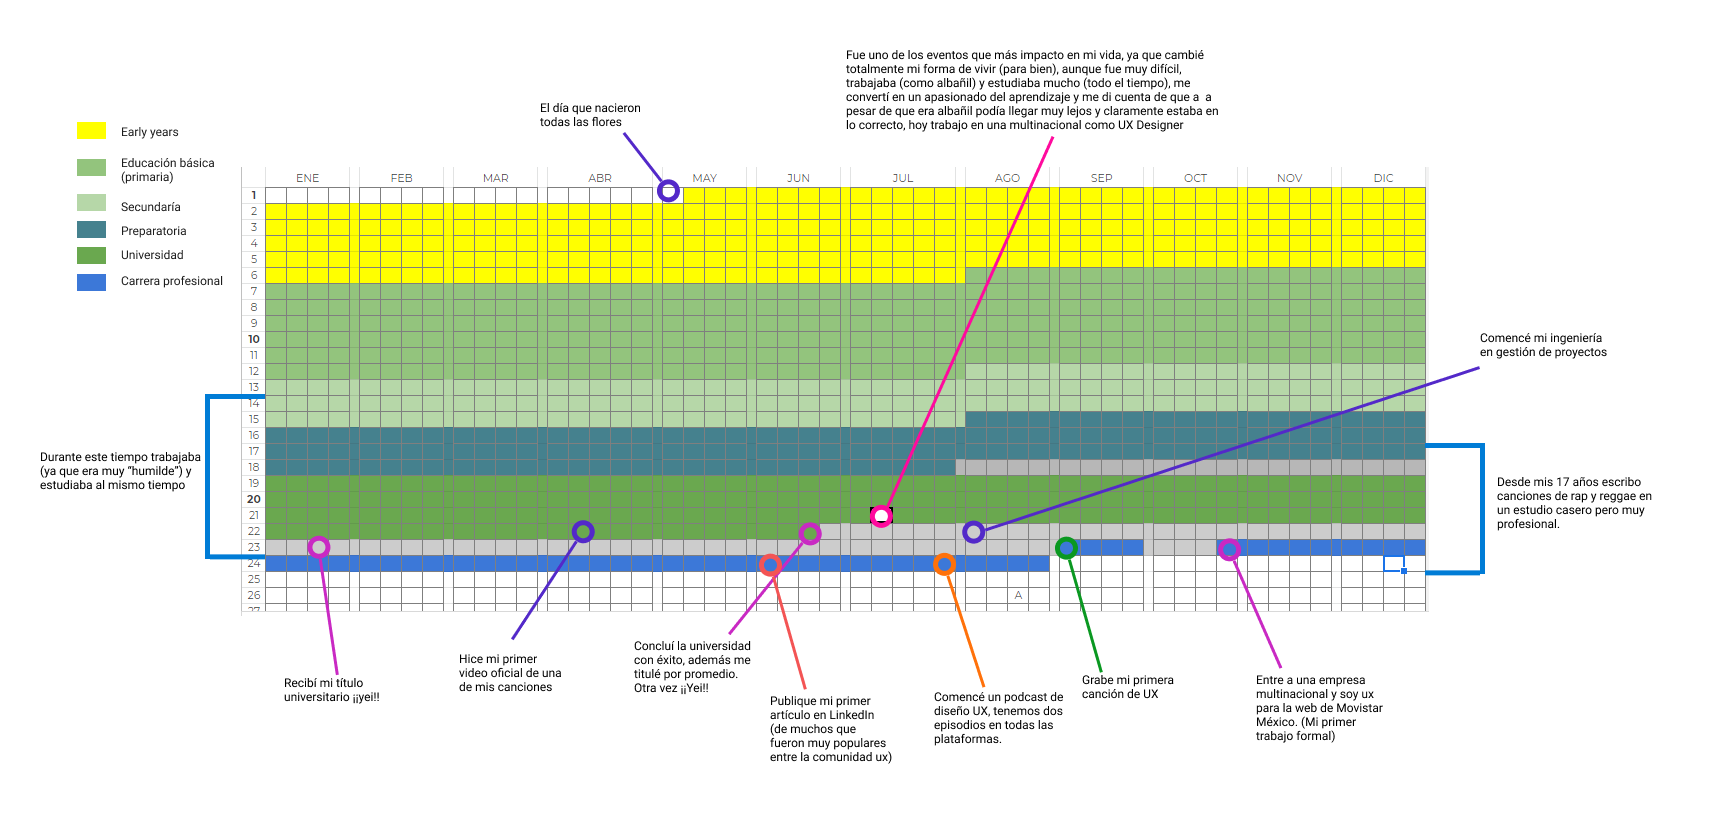 Fue uno de los eventos que más impacto en mi vida, ya que cambié
totalmente mi forma de vivir (para bien), aunque fue muy difícil,
trabajaba (como albañil) y estudiaba mucho (todo el tiempo), me
convertí en un apasionado del aprendizaje y me di cuenta de que a a
pesar de que era albañil podía llegar muy lejos y claramente estaba en
lo correcto, hoy trabajo en una multinacional como UX Designer
El día que nacieron
todas las flores
Early years
Educación básica
(primaria)
Secundaría
Preparatoria
Universidad
Carrera profesional
ENE FEB MAR ABR MAY JUN JUL AGO SEP OCT NOV DIC
1
2
3
4
5
6
7
8
9
10
11
12
13
14
15
16
17
18
19
20
21
22
23
24
25
26
A
27
Comencé mi ingeniería
en gestión de proyectos
Durante este tiempo trabajaba
(ya que era muy “humilde”) y
estudiaba al mismo tiempo
Desde mis 17 años escribo
canciones de rap y reggae en
un estudio casero pero muy
profesional.
Recibí mi título
universitario ¡¡yei!!
Hice mi primer
video oficial de una
de mis canciones
Concluí la universidad
con éxito, además me
titulé por promedio.
Otra vez ¡¡Yei!!
Publique mi primer
artículo en LinkedIn
(de muchos que
fueron muy populares
entre la comunidad ux)
Comencé un podcast de
diseño UX, tenemos dos
episodios en todas las
plataformas.
Grabe mi primera
canción de UX
Entre a una empresa
multinacional y soy ux
para la web de Movistar
México. (Mi primer
trabajo formal)